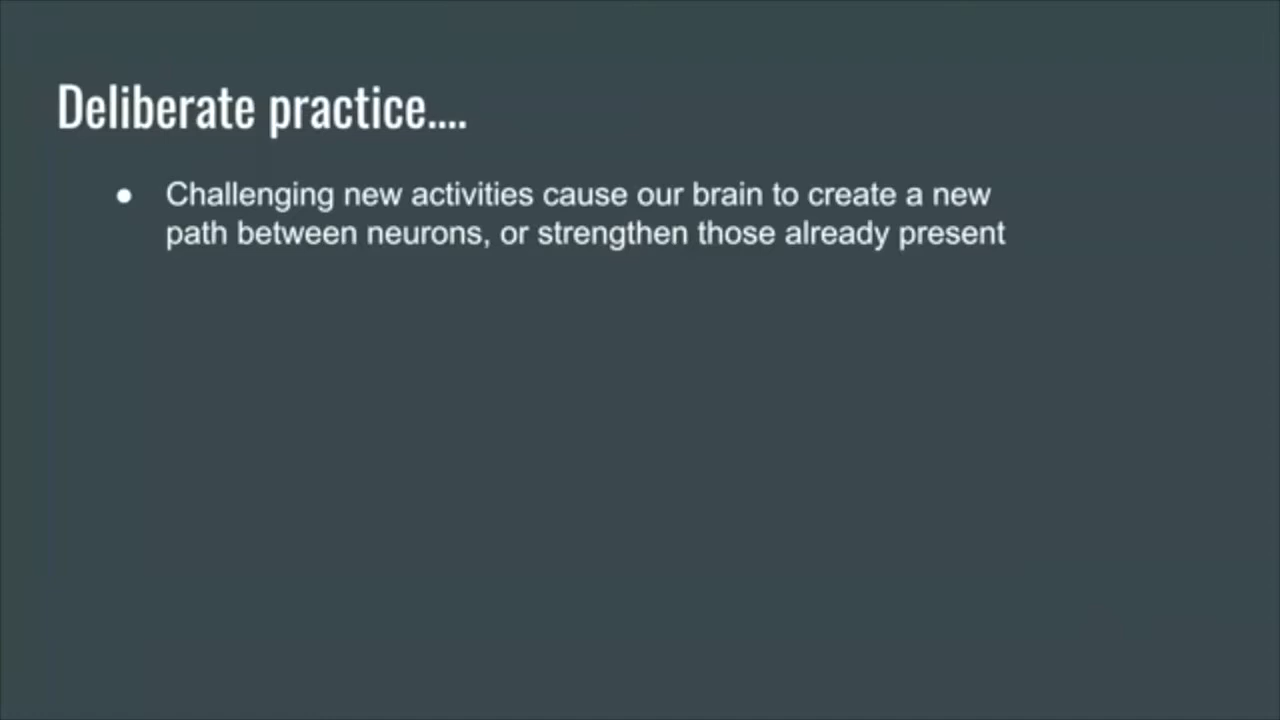 Deliberate practice....
● Challenging new activities cause our brain to create a new
path between neurons, or strengthen those already present